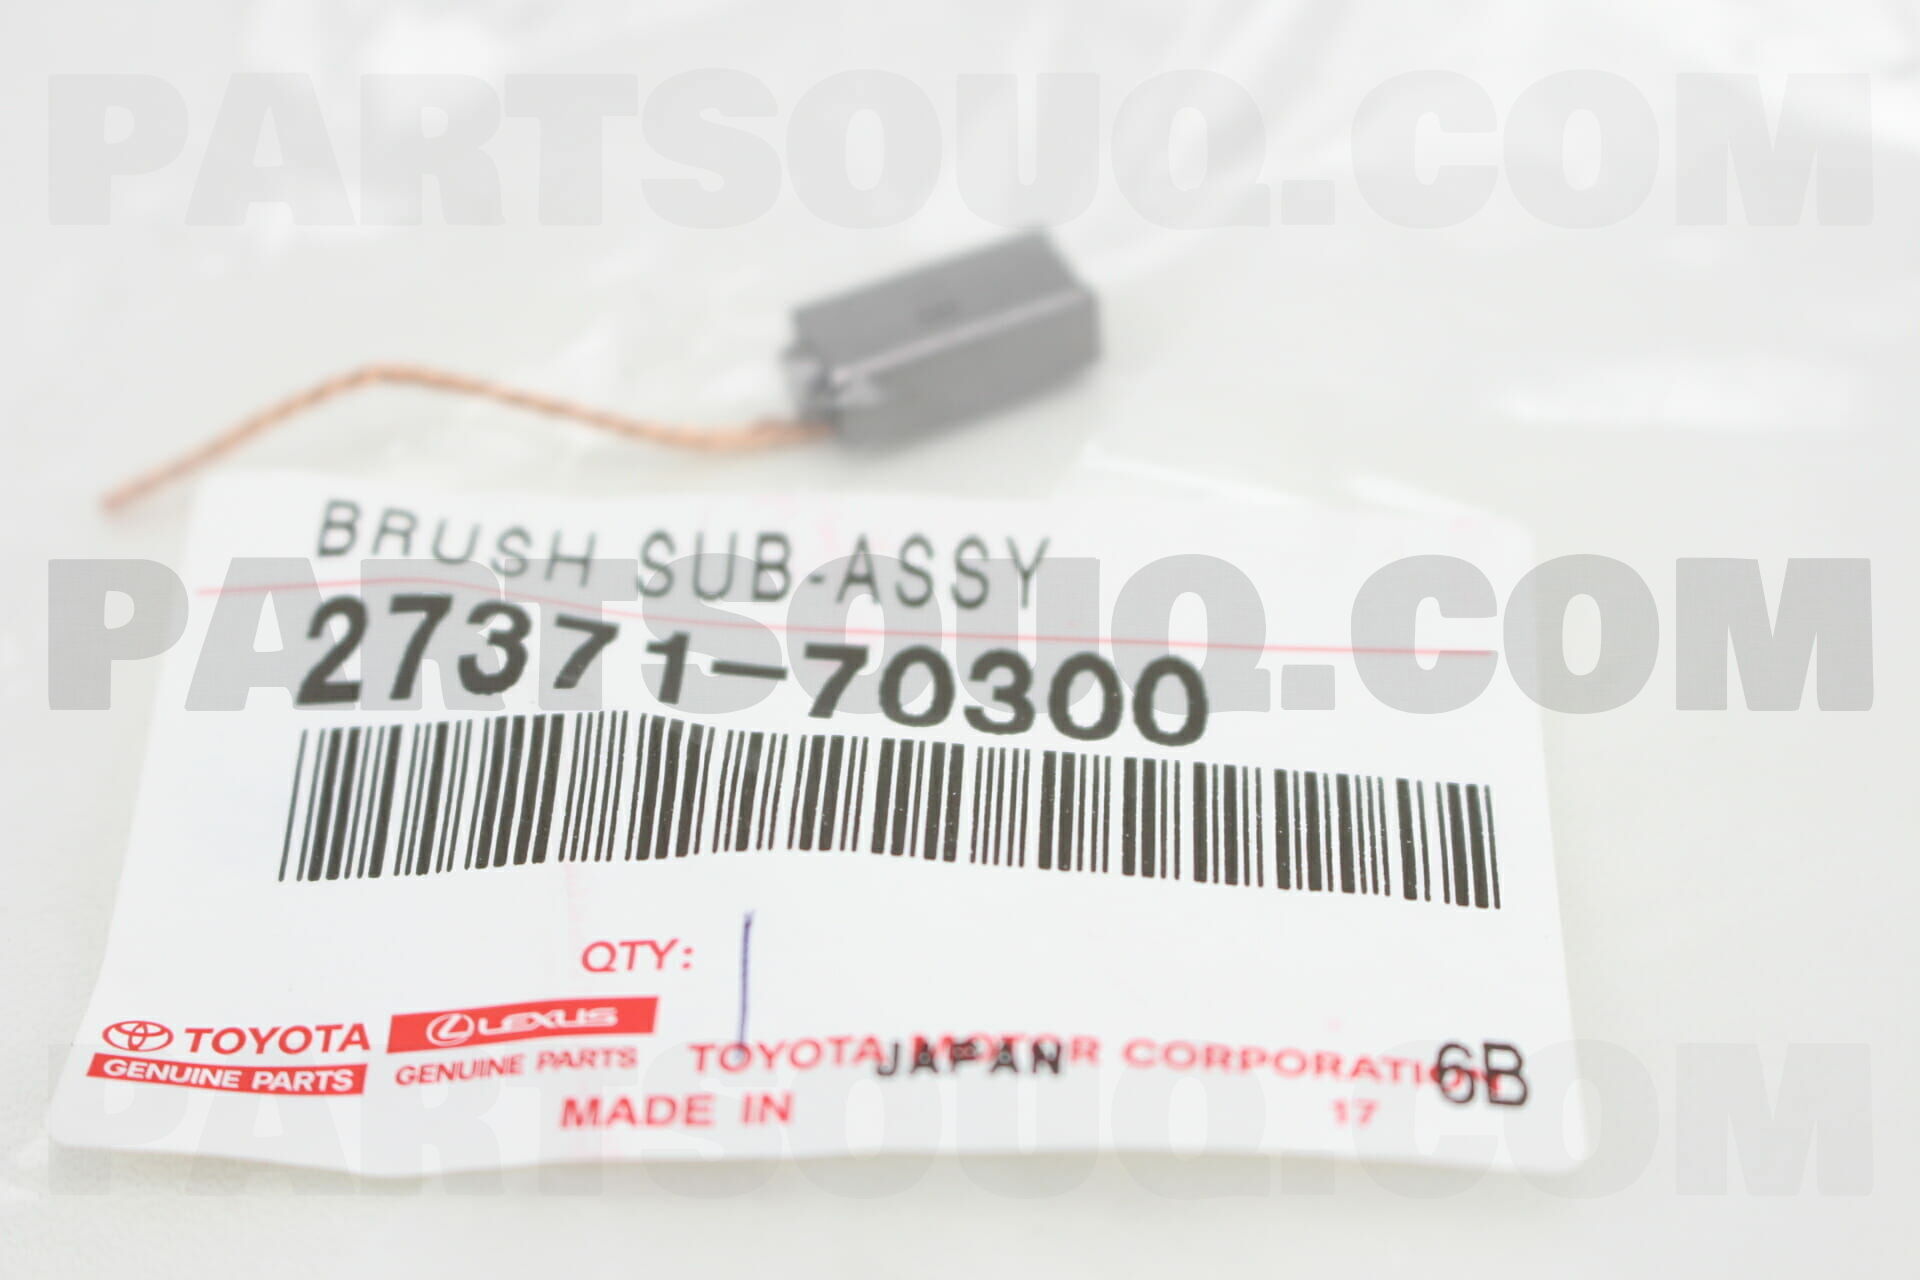 PARTSOUQ.COM
BRUSH SUB-ASSY
PARTSOUQ.COM
27371-70300
QTY: 1
TOYOTA
GENUINE PARTS
LEXUS
GENUINE PARTS
TOYOTA MOTOR CORPORATION
JAPAN
6B
MADE IN
17
PARTSOUQ.COM